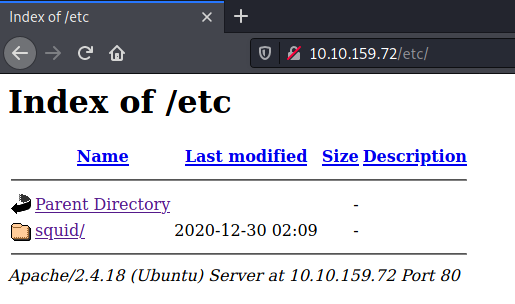 Index of /etc
10.10.159.72/etc/
Index of /etc
Name Last modified Size Description
Parent Directory -
squid/ 2020-12-30 02:09 -
Apache/2.4.18 (Ubuntu) Server at 10.10.159.72 Port 80